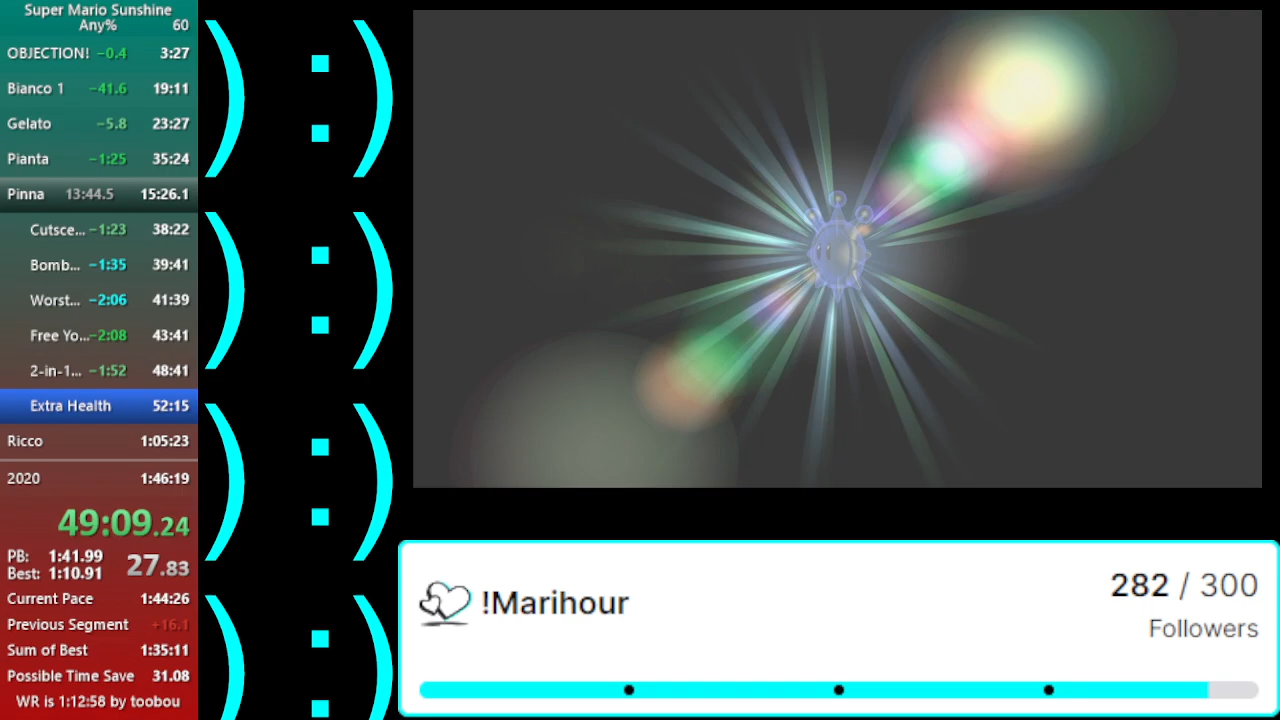 Super Mario Sunshine
Any% 60
OBJECTION! −0.4 3:27
Bianco 1 −41.6 19:11
Gelato −5.8 23:27
Pianta −1:25 35:24
Pinna 13:44.5 15:26.1
Cutsce... −1:23 38:22
Bomb... −1:35 39:41
Worst... −2:06 41:39
Free Yo... −2:08 43:41
2-in-1... −1:52 48:41
Extra Health 52:15
Ricco 1:05:23
2020 1:46:19
49:09.24
PB: 1:41.99
Best: 1:10.91
27.83
Current Pace 1:44:26
Previous Segment +16.1
Sum of Best 1:35:11
Possible Time Save 31.08
WR is 1:12:58 by toobou
) :)
) :)
) :)
) :)
!Marihour
282 / 300
Followers